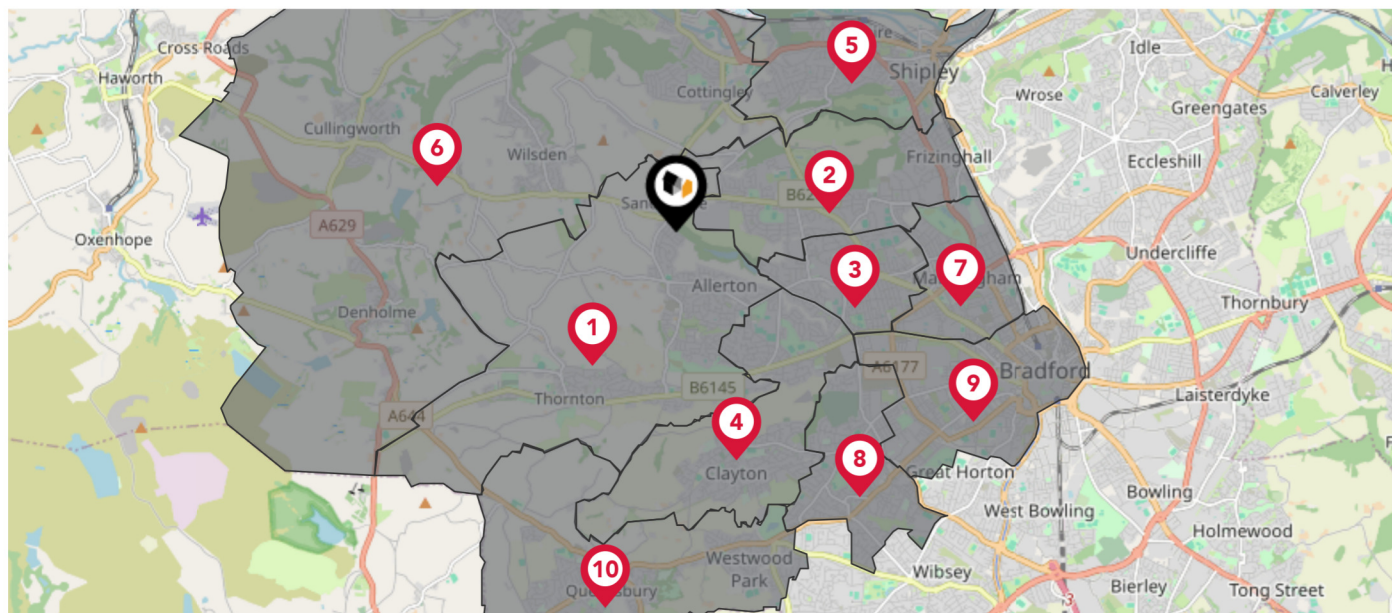 5
Idle
Cross Roads
Haworth
Shipley
Cottingley
Wrose
Greengates
Calverley
Cullingworth
6
Wilsden
Frizinghall
Eccleshill
2
A629
Oxenhope
3
7
Undercliffe
Allerton
Thornbury
Denholme
1
A6177
Bradford
9
B6145
Thornton
Laisterdyke
A644
4
Clayton
8
Great Horton
Bowling
West Bowling
Holmewood
10
Westwood
Park
Wibsey
Bierley
Tong Street
3